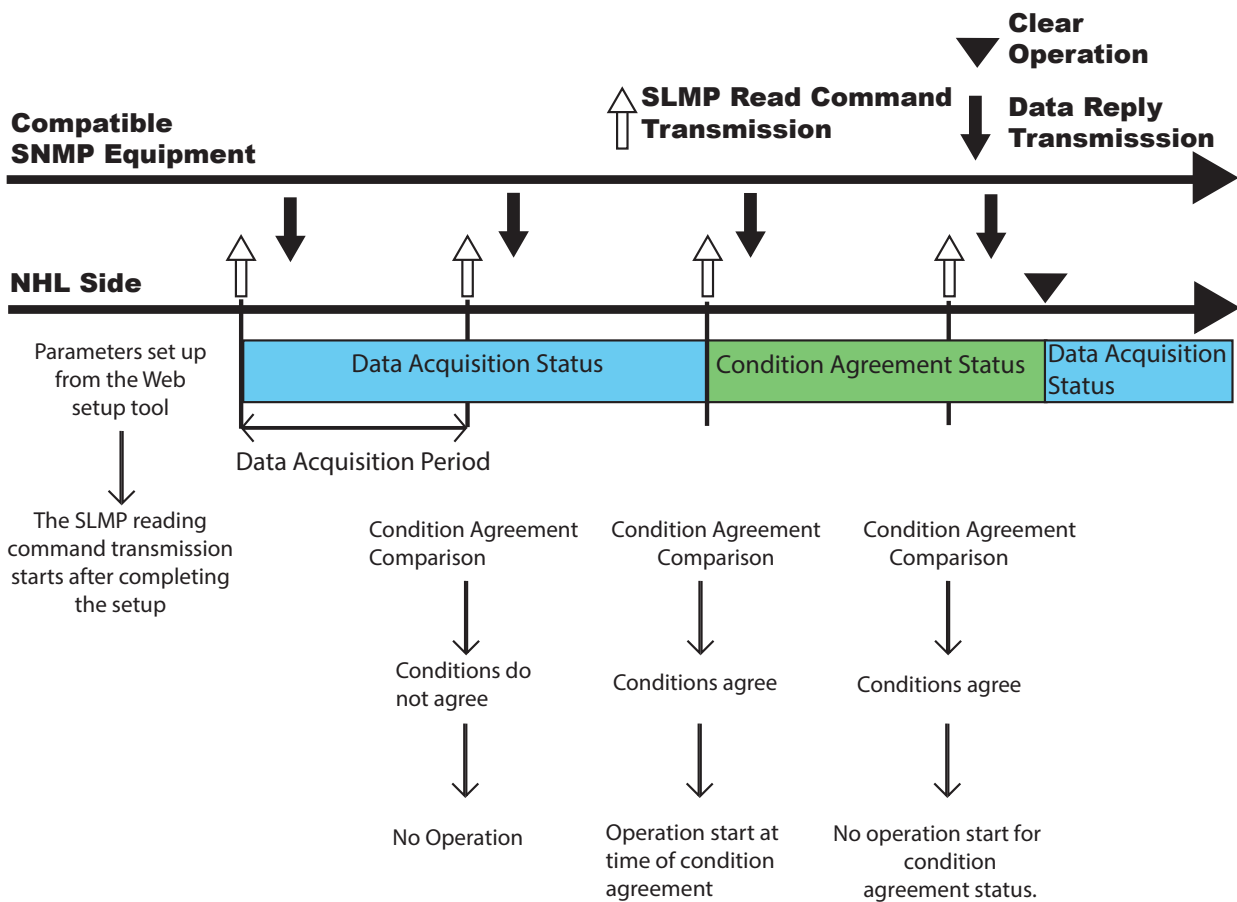 Clear
Operation
SLMP Read Command
Transmission
Data Reply
Transmisssion
Compatible
SNMP Equipment
NHL Side
Parameters set up
from the Web
setup tool
Data Acquisition Status
Condition Agreement Status
Data Acquisition
Status
Data Acquisition Period
The SLMP reading
command transmission
starts after completing
the setup
Condition Agreement
Comparison
Conditions do
not agree
No Operation
Condition Agreement
Comparison
Conditions agree
Operation start at
time of condition
agreement
Condition Agreement
Comparison
Conditions agree
No operation start for
condition
agreement status.